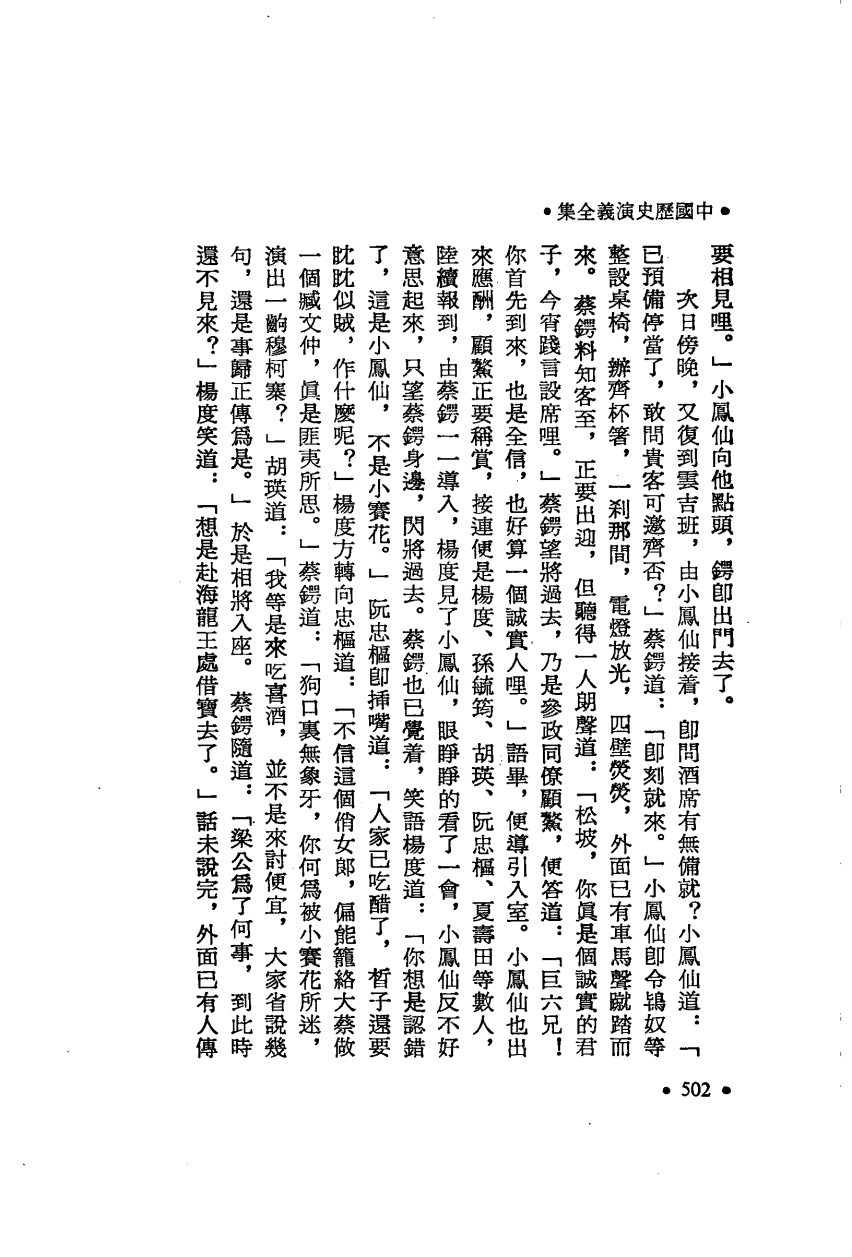 •中國歷史演義全集•
要相見哩。」小鳳仙向他點頭，鍔卽出門去了。
次日傍晚，又復到雲吉班，由小鳳仙接着，卽問酒席有無備就？小鳳仙道：「
已預備停當了，敢問貴客可邀齊否？」蔡鍔道：「卽刻就來。」小鳳仙卽令鴇奴等
整設桌椅，辦齊杯箸，一刹那間，電燈放光，四壁熒熒，外面已有車馬聲蹴踏而
來。蔡鍔料知客至，正要出迎，但聽得一人朗聲道：「松坡，你眞是個誠實的君
子，今宵踐言設席哩。」蔡鍔望將過去，乃是參政同僚顧鰲，便答道：「巨六兄！
你首先到來，也是全信，也好算一個誠實人哩。」語畢，便導引入室。小鳳仙也出
來應酬，顧鰲正要稱賞，接連便是楊度、孫毓筠、胡瑛、阮忠樞、夏壽田等數人，
陸續報到，由蔡鍔一一導入，楊度見了小鳳仙，眼睜睜的看了一會，小鳳仙反不好
意思起來，只望蔡鍔身邊，閃將過去。蔡鍔也已覺着，笑語楊度道：「你想是認錯
了，這是小鳳仙，不是小賽花。」阮忠樞卽挿嘴道：「人家已吃醋了，晳子還要
眈眈似賊，作什麼呢？」楊度方轉向忠樞道：「不信這個俏女郎，偏能籠絡大蔡做
一個臧文仲，眞是匪夷所思。」蔡鍔道：「狗口裏無象牙，你何爲被小賽花所迷，
演出一齣穆柯寨？」胡瑛道：「我等是來吃喜酒，並不是來討便宜，大家省說幾
句，還是事歸正傳爲是。」於是相將入座。蔡鍔隨道：「梁公爲了何事，到此時
還不見來？」楊度笑道：「想是赴海龍王處借寶去了。」話未說完，外面已有人傳
•502•